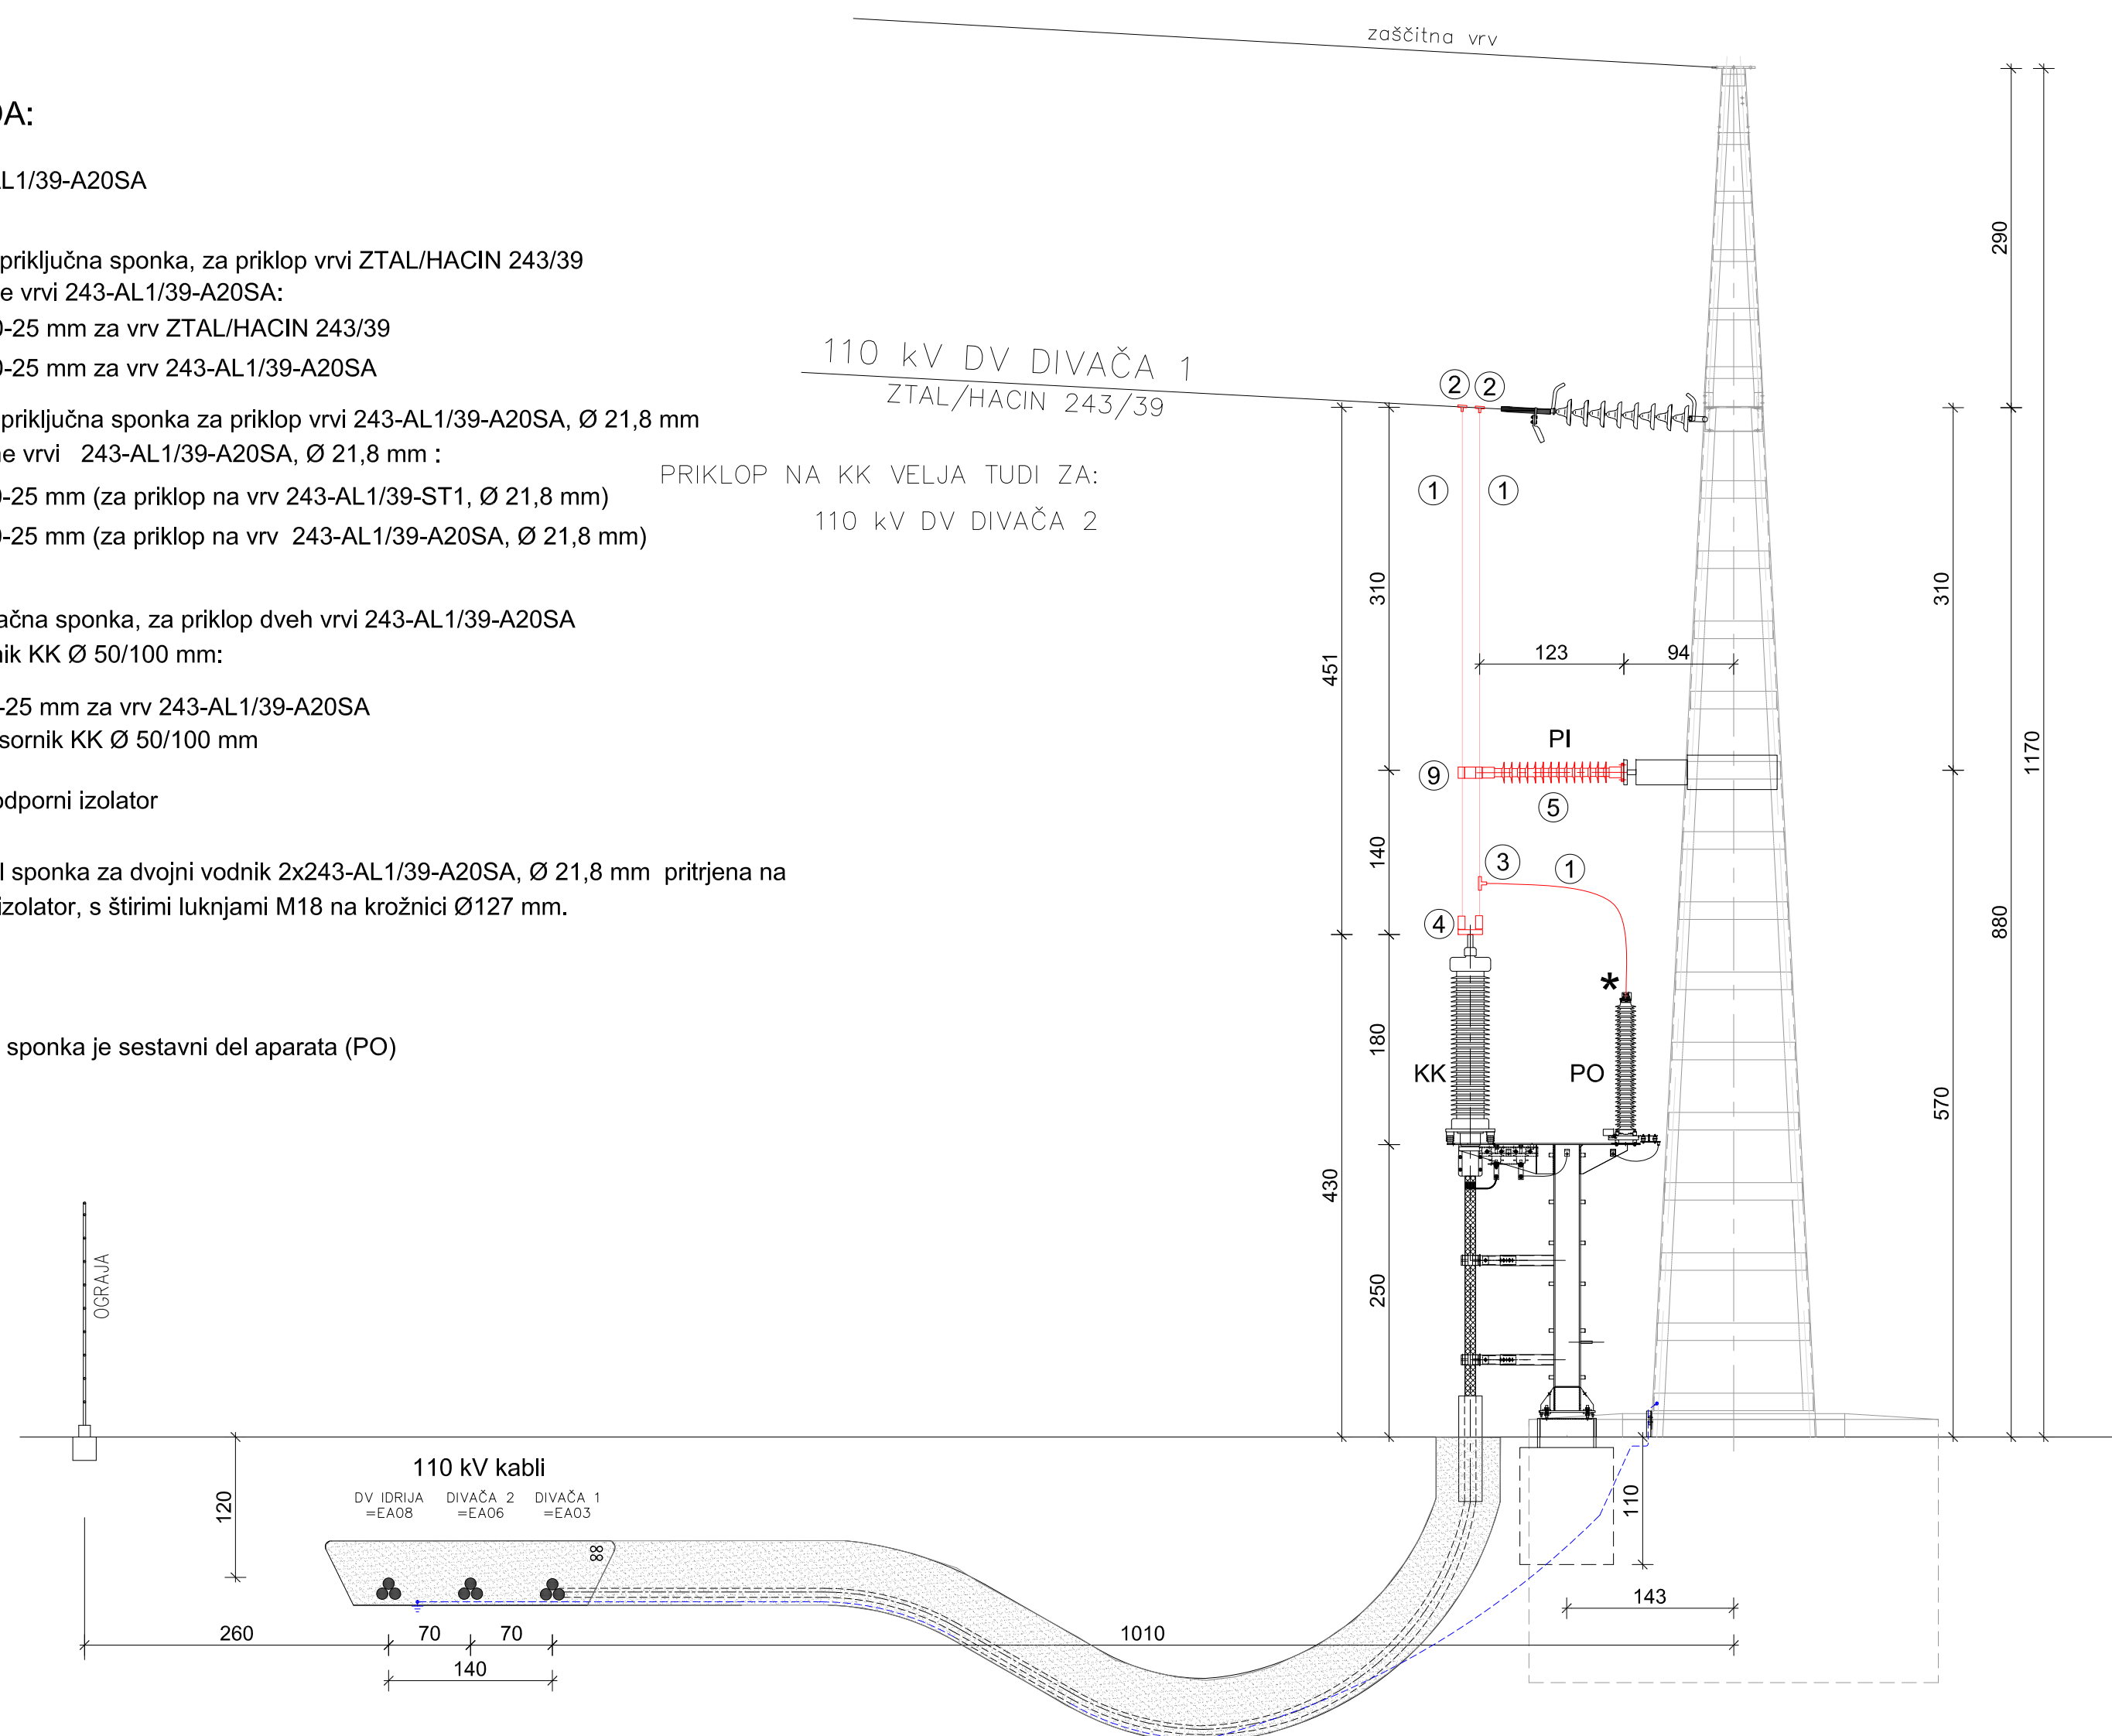 zaščitna vrv
DA:
AL1/39-A20SA
priključna sponka, za priklop vrvi ZTAL/HACIN 243/39
e vrvi 243-AL1/39-A20SA:
0-25 mm za vrv ZTAL/HACIN 243/39
0-25 mm za vrv 243-AL1/39-A20SA
priključna sponka za priklop vrvi 243-AL1/39-A20SA, Ø 21,8 mm
ne vrvi 243-AL1/39-A20SA, Ø 21,8 mm :
0-25 mm (za priklop na vrv 243-AL1/39-ST1, Ø 21,8 mm)
0-25 mm (za priklop na vrv 243-AL1/39-A20SA, Ø 21,8 mm)
ačna sponka, za priklop dveh vrvi 243-AL1/39-A20SA
nik KK Ø 50/100 mm:
-25 mm za vrv 243-AL1/39-A20SA
sornik KK Ø 50/100 mm
odporni izolator
l sponka za dvojni vodnik 2x243-AL1/39-A20SA, Ø 21,8 mm pritrjena na
izolator, s štirimi luknjami M18 na krožnici Ø127 mm.
sponka je sestavni del aparata (PO)
110 kV DV DIVAČA 1
ZTAL/HACIN 243/39
PRIKLOP NA KK VELJA TUDI ZA:
110 kV DV DIVAČA 2
2 2
1 1
290
310
310
451
123 94
1170
PI
9
5
140
3 1
4
880
*
180
KK PO
570
430
250
OGRAJA
110 kV kabli
DV IDRIJA DIVAČA 2 DIVAČA 1
=EA08 =EA06 =EA03
120
110
143
260 70 70 1010
140